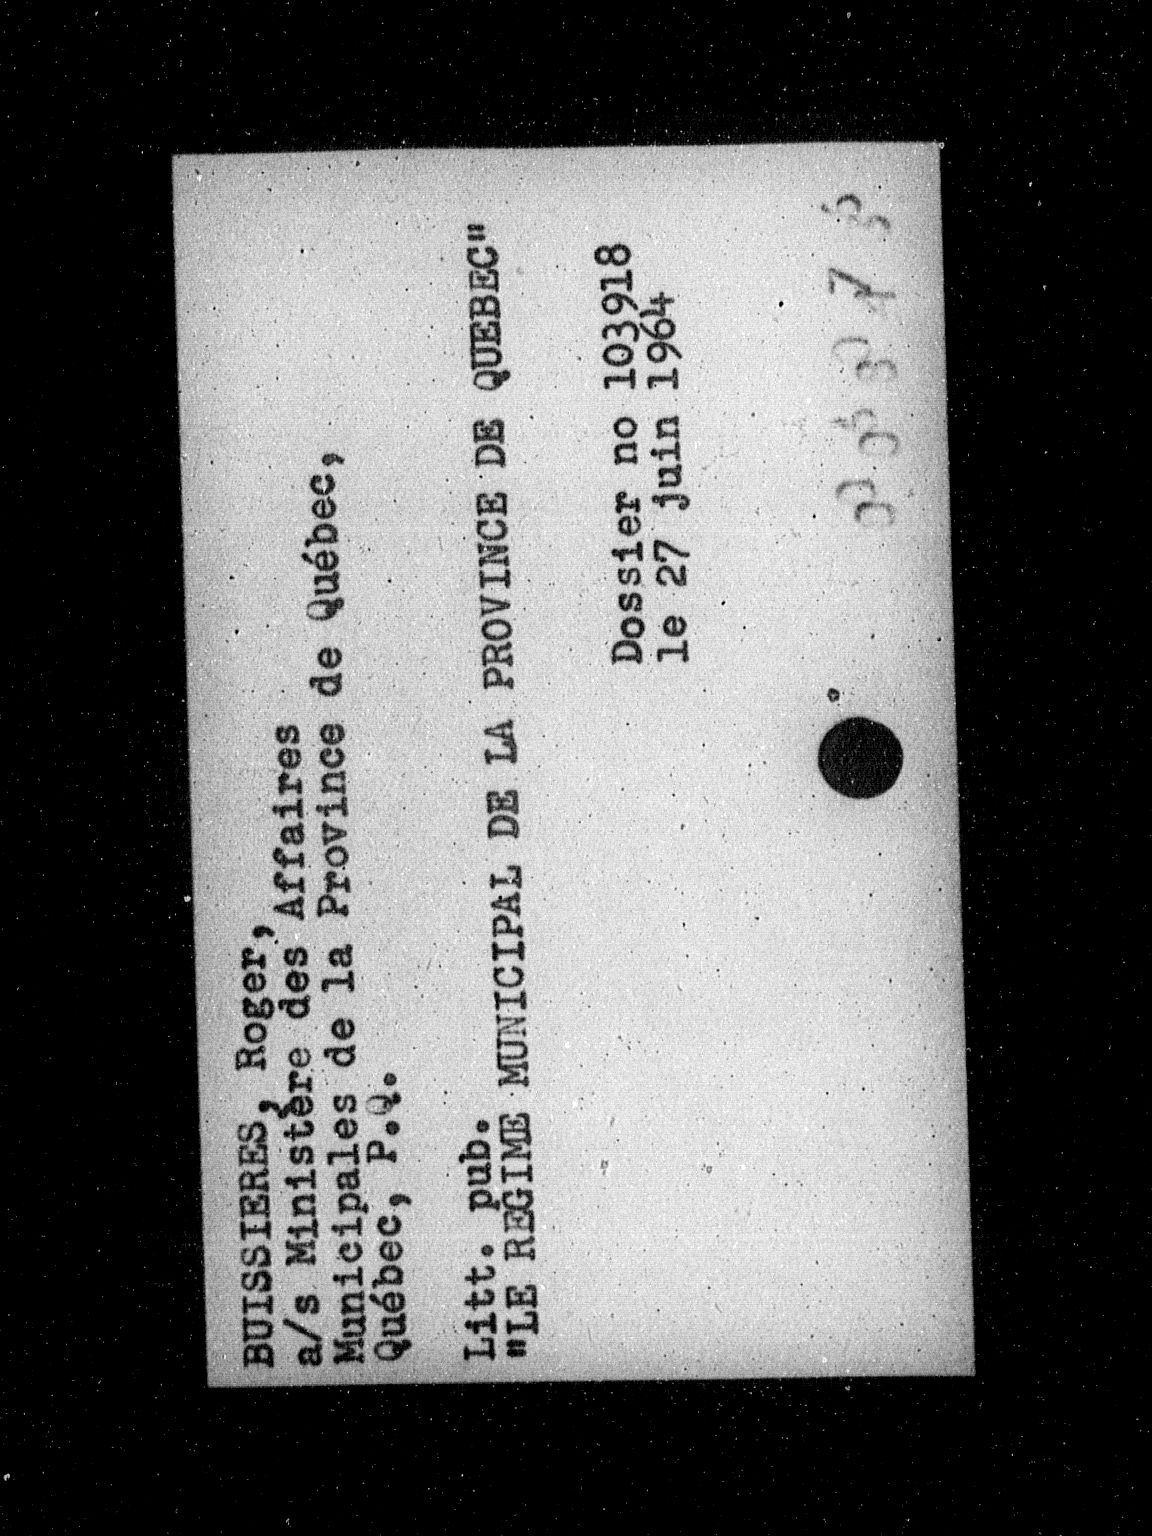 BUISSIERES, Roger,
a/s Ministère des Affaires
Municipales de la Province de Québec,
Québec, P.Q.
Litt. pub.
"LE REGIME MUNICIPAL DE LA PROVINCE DE QUEBEC"
Dossier no 103918
le 27 juin 1964